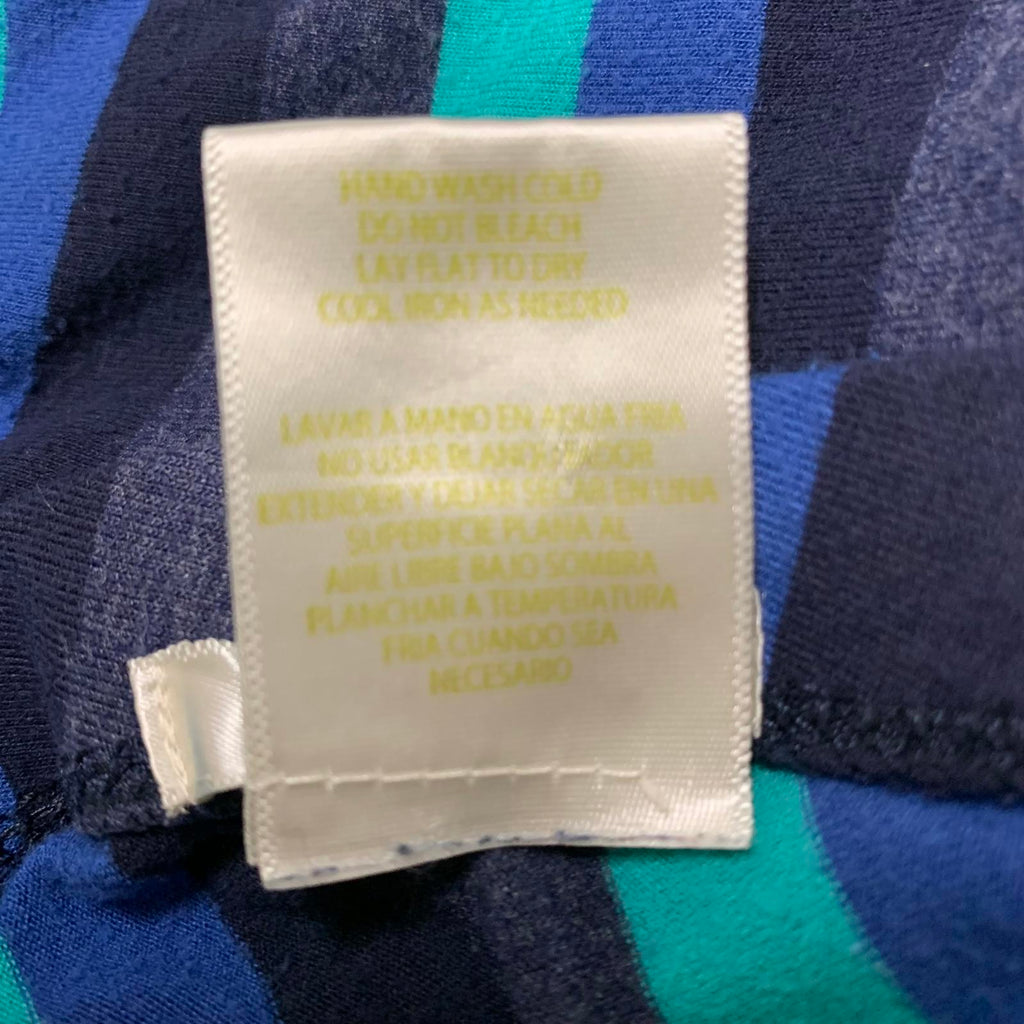 HAND WASH COLD
DO NOT BLEACH
LAY FLAT TO DRY
COOL IRON AS NEEDED
LAVAR A MANO EN AGUA FRIA
NO USAR BLANQUEADOR
EXTENDER Y DEJAR SECAR EN UNA
SUPERFICIE PLANA AL
AIRE LIBRE BAJO SOMBRA
PLANCHAR A TEMPERATURA
FRIA CUANDO SEA
NECESARIO